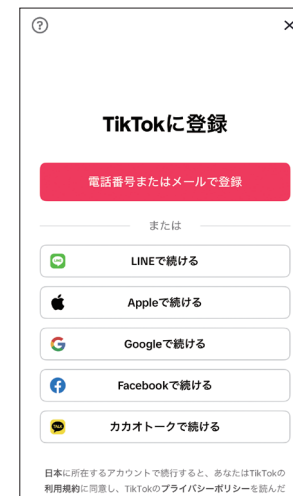 ?
×
TikTokに登録
電話番号またはメールで登録
または
LINEで続ける
Appleで続ける
Googleで続ける
Facebookで続ける
TALK
カカオトークで続ける
日本に所在するアカウントで続行すると、あなたはTikTokの
利用規約に同意し、TikTokのプライバシーポリシーを読んだ